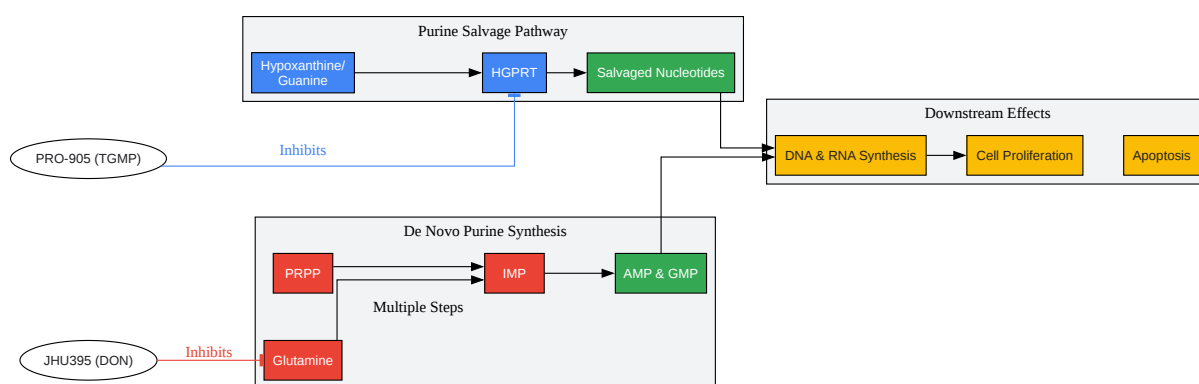 Purine Salvage Pathway
Hypoxanthine/
Guanine
HGPRT
Salvaged Nucleotides
Downstream Effects
PRO-905 (TGMP)
Inhibits
DNA & RNA Synthesis
Cell Proliferation
Apoptosis
De Novo Purine Synthesis
PRPP
IMP
AMP & GMP
Multiple Steps
JHU395 (DON)
Inhibits
Glutamine